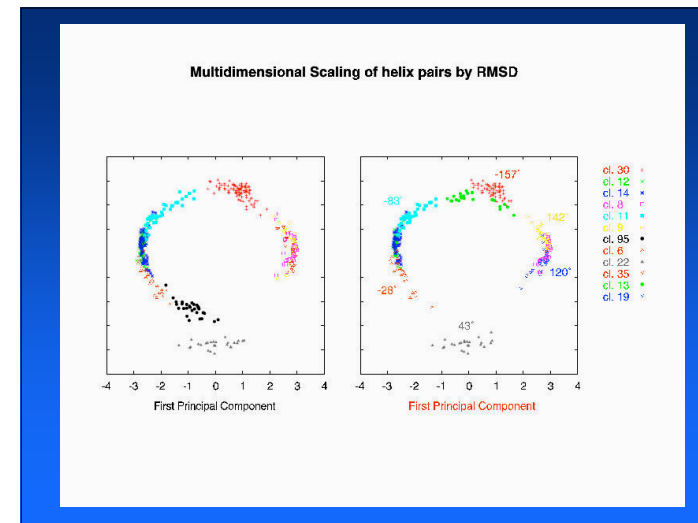 Multidimensional Scaling of helix pairs by RMSD
-157°
-83°
142°
120°
-28°
43°
cl. 30
cl. 12
cl. 14
cl. 8
cl. 11
cl. 9
cl. 95
cl. 6
cl. 22
cl. 35
cl. 13
cl. 19
-4 -3 -2 -1 0 1 2 3 4
-4 -3 -2 -1 0 1 2 3 4
First Principal Component
First Principal Component